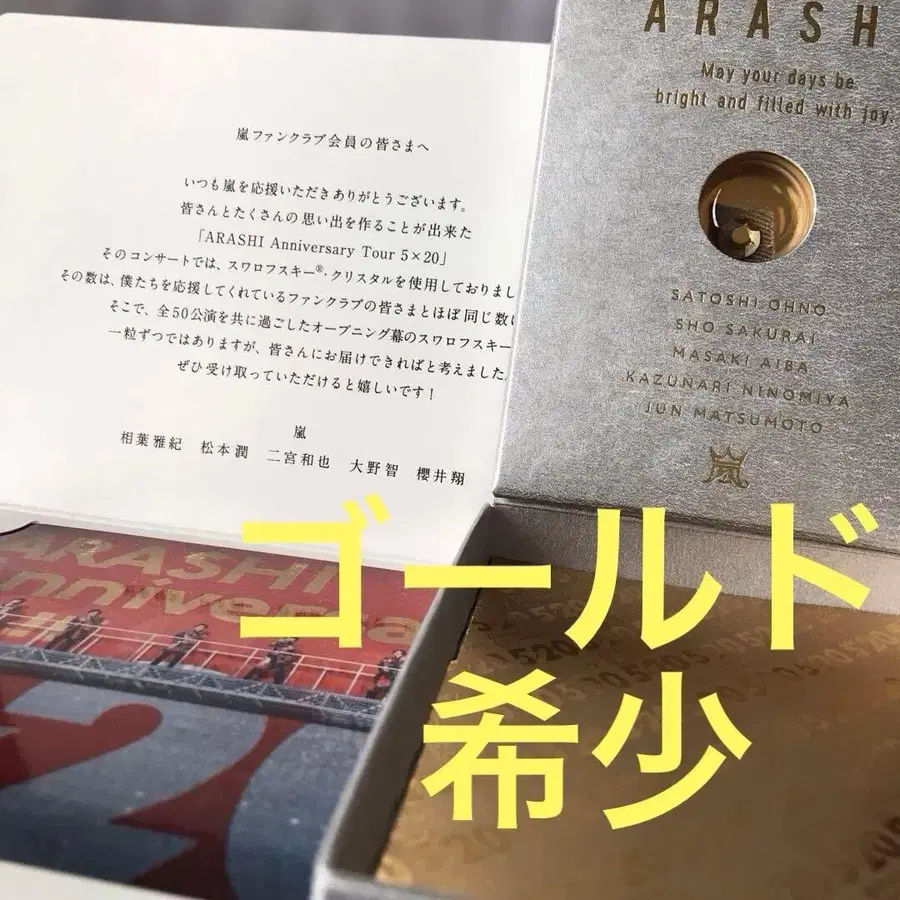 嵐ファンクラブ会員の皆さまへ
いつも嵐を応援いただきありがとうございます。
皆さんとたくさんの思い出を作ることが出来た
「ARASHI Anniversary Tour 5×20」
そのコンサートでは、スワロフスキー®・クリスタルを使用しておりまし
その数は、僕たちを応援してくれているファンクラブの皆さまとほぼ同じ数
そこで、全50公演を共に過ごしたオープニング幕のスワロフスキー
一粒ずつではありますが、皆さんにお届けできればと考えました。
ぜひ受け取っていただけると嬉しいです！
嵐
相葉雅紀 松本潤 二宮和也 大野智 櫻井翔
ARASH
May your days be
bright and filled with joy.
SATOSHI OHNO
SHO SAKURAI
MASAKI AIBA
KAZUNARI NINOMIYA
JUN MATSUMOTO
嵐
ARASHI
nniversa
20
ゴールド
希少